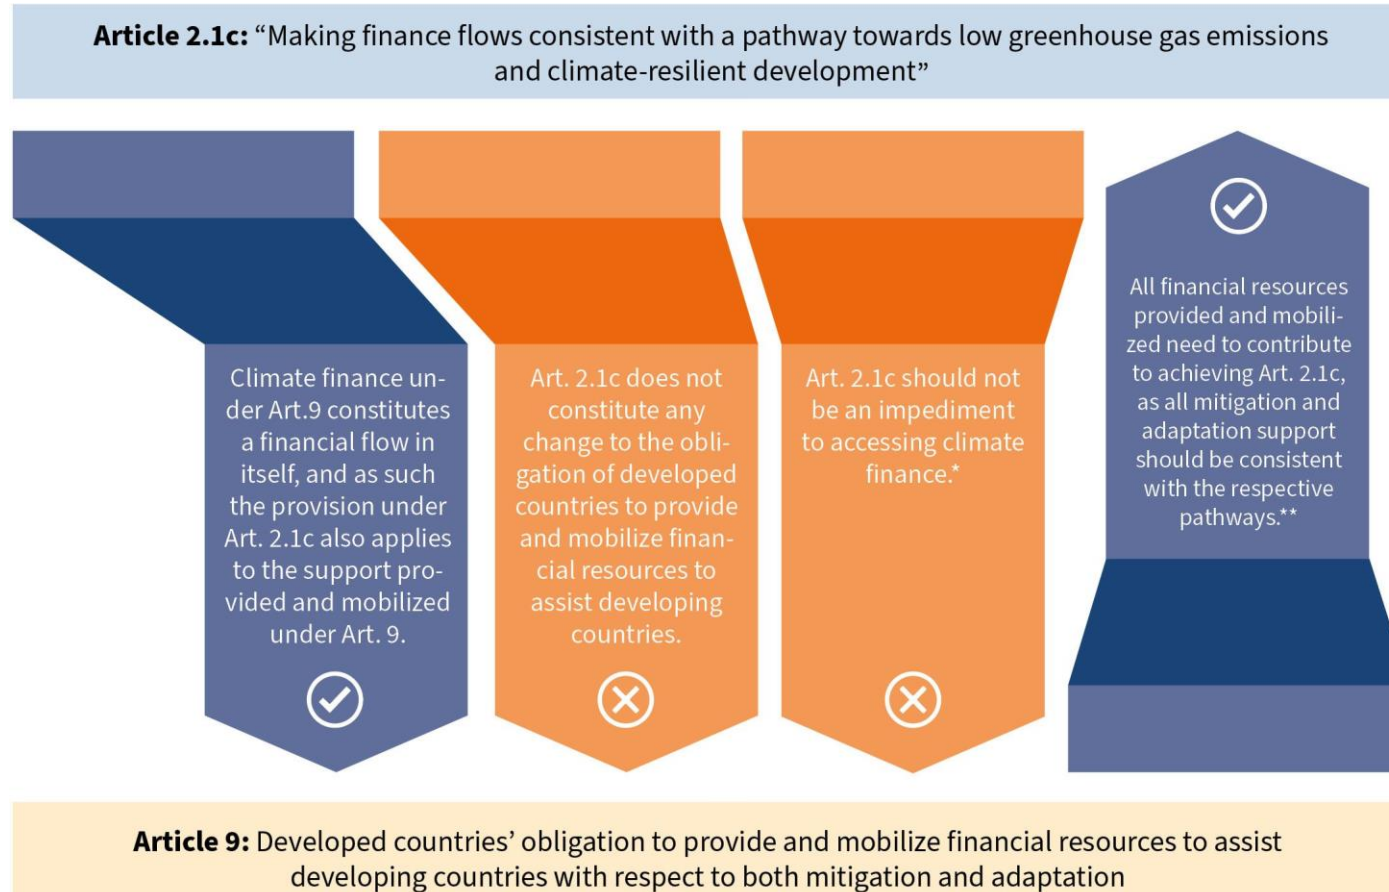 Article 2.1c: “Making finance flows consistent with a pathway towards low greenhouse gas emissions
and climate-resilient development”
Climate finance un-
der Art.9 constitutes
a financial flow in
itself, and as such
the provision under
Art. 2.1c also applies
to the support pro-
vided and mobilized
under Art. 9.
Art. 2.1c does not
constitute any
change to the obli-
gation of developed
countries to provide
and mobilize finan-
cial resources to
assist developing
countries.
Art. 2.1c should not
be an impediment
to accessing climate
finance.*
All financial resources
provided and mobili-
zed need to contribute
to achieving Art. 2.1c,
as all mitigation and
adaptation support
should be consistent
with the respective
pathways.**
Article 9: Developed countries’ obligation to provide and mobilize financial resources to assist
developing countries with respect to both mitigation and adaptation